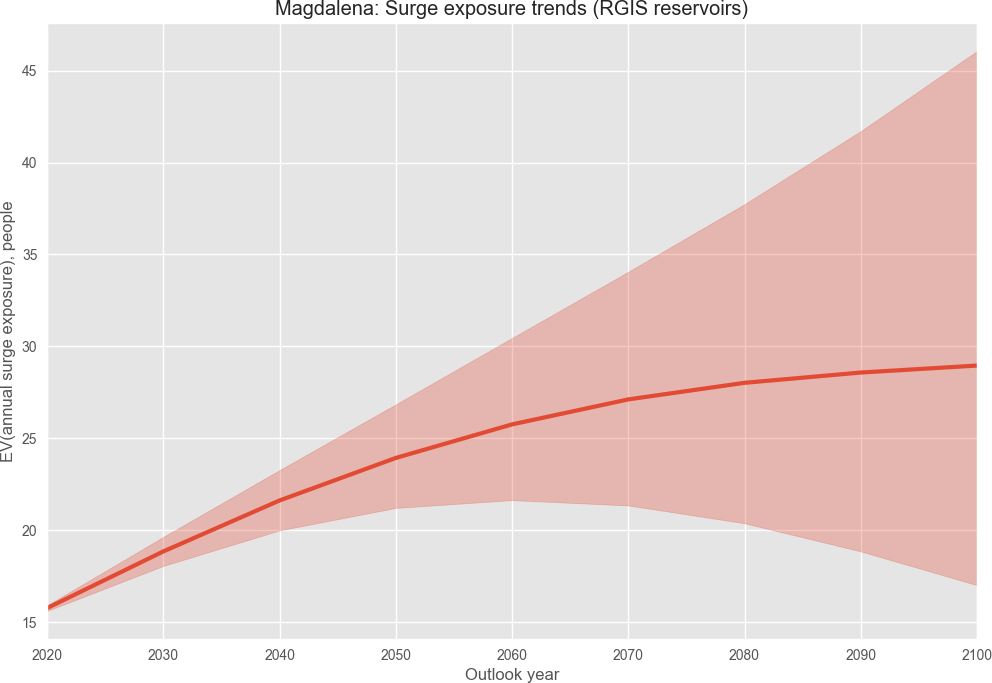 Magdalena: Surge exposure trends (RGIS reservoirs)
EV(annual surge exposure), people
45
40
35
30
25
20
15
2020 2030 2040 2050 2060 2070 2080 2090 2100
Outlook year